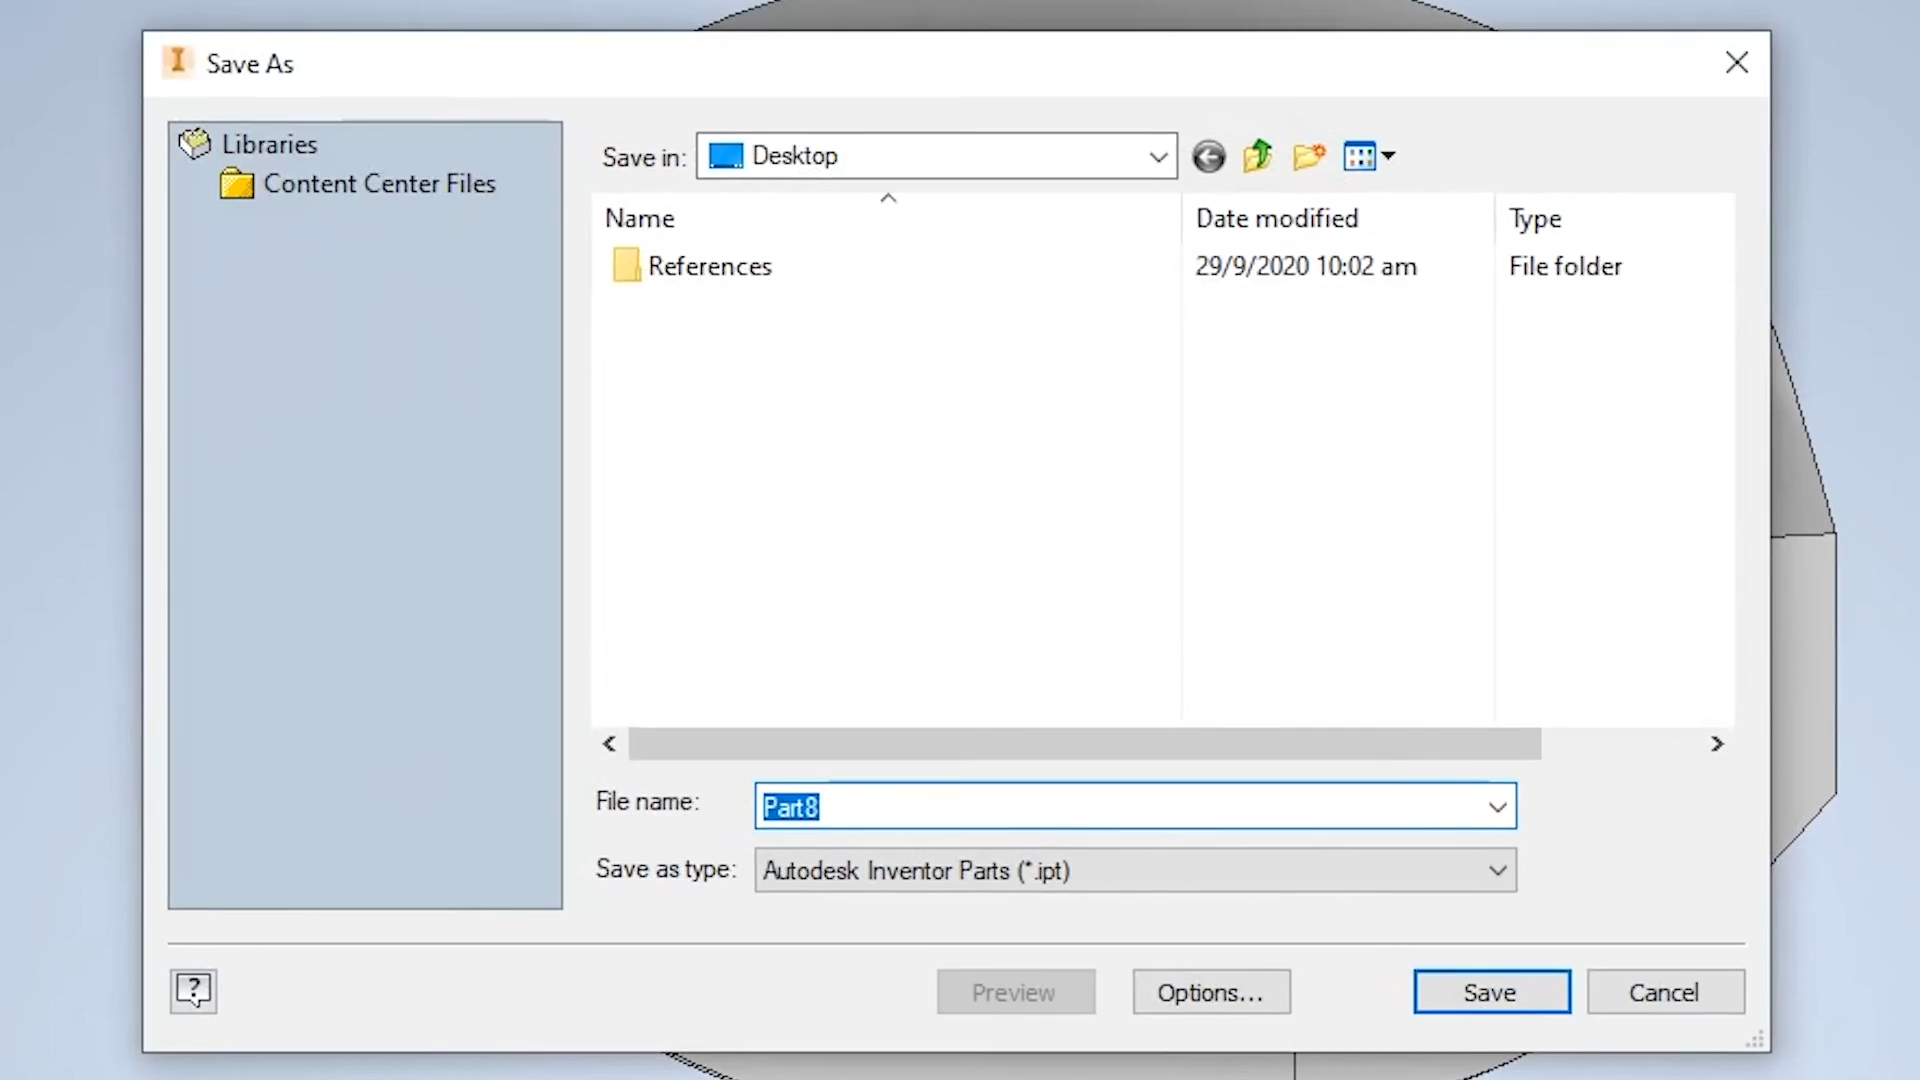 Save As
Libraries
Content Center Files
Save in: Desktop
Name Date modified Type
References 29/9/2020 10:02 am File folder
File name: Part8
Save as type: Autodesk Inventor Parts (*.ipt)
? Preview Options... Save Cancel